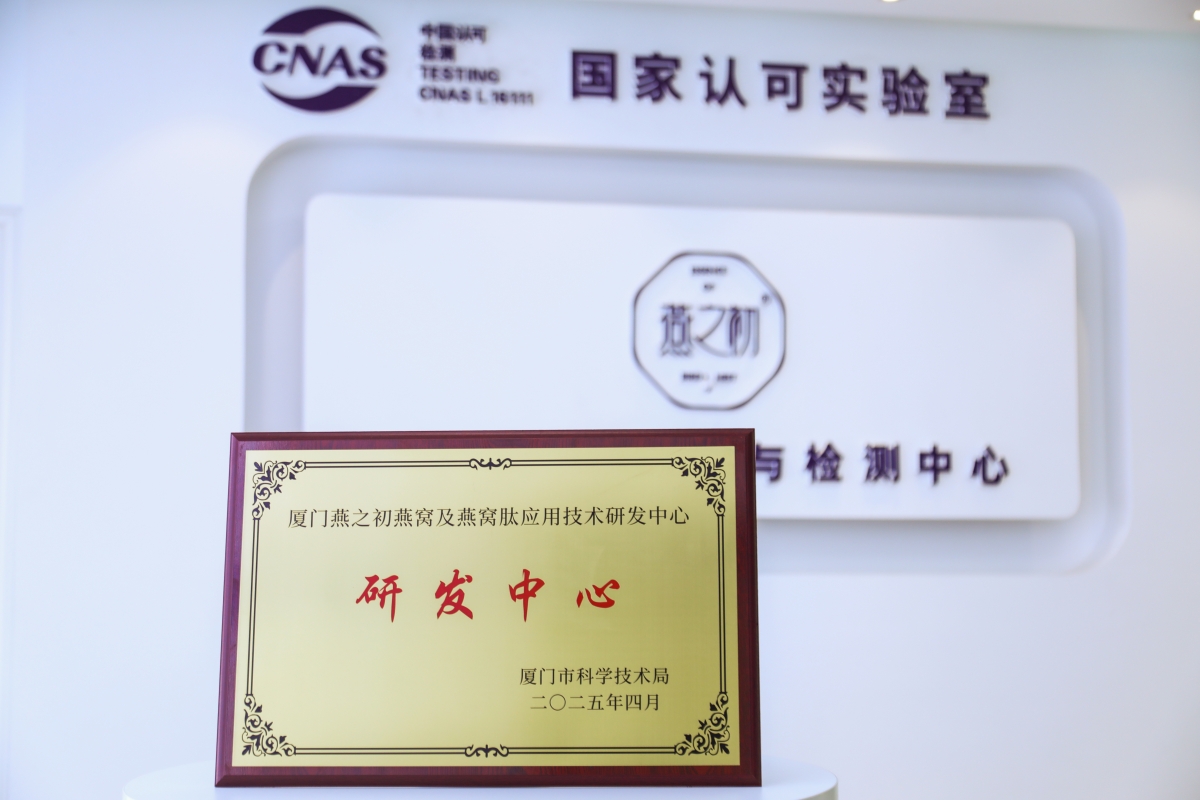 CNAS
中国认可
检测
TESTING
CNAS L16111
国家认可实验室
燕之初
与检测中心
厦门燕之初燕窝及燕窝肽应用技术研发中心
研发中心
厦门市科学技术局
二〇二五年四月